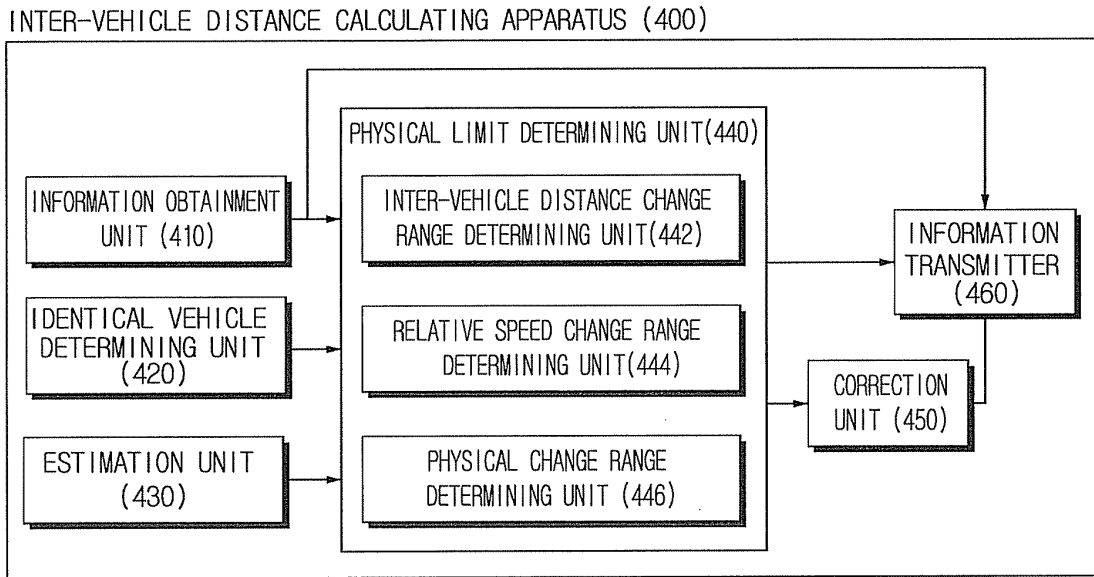 INTER-VEHICLE DISTANCE CALCULATING APPARATUS (400)
PHYSICAL LIMIT DETERMINING UNIT(440)
INFORMATION OBTAINMENT
UNIT (410)
INTER-VEHICLE DISTANCE CHANGE
RANGE DETERMINING UNIT(442)
INFORMATION
TRANSMITTER
(460)
IDENTICAL VEHICLE
DETERMINING UNIT
(420)
RELATIVE SPEED CHANGE RANGE
DETERMINING UNIT(444)
CORRECTION
UNIT (450)
ESTIMATION UNIT
(430)
PHYSICAL CHANGE RANGE
DETERMINING UNIT (446)